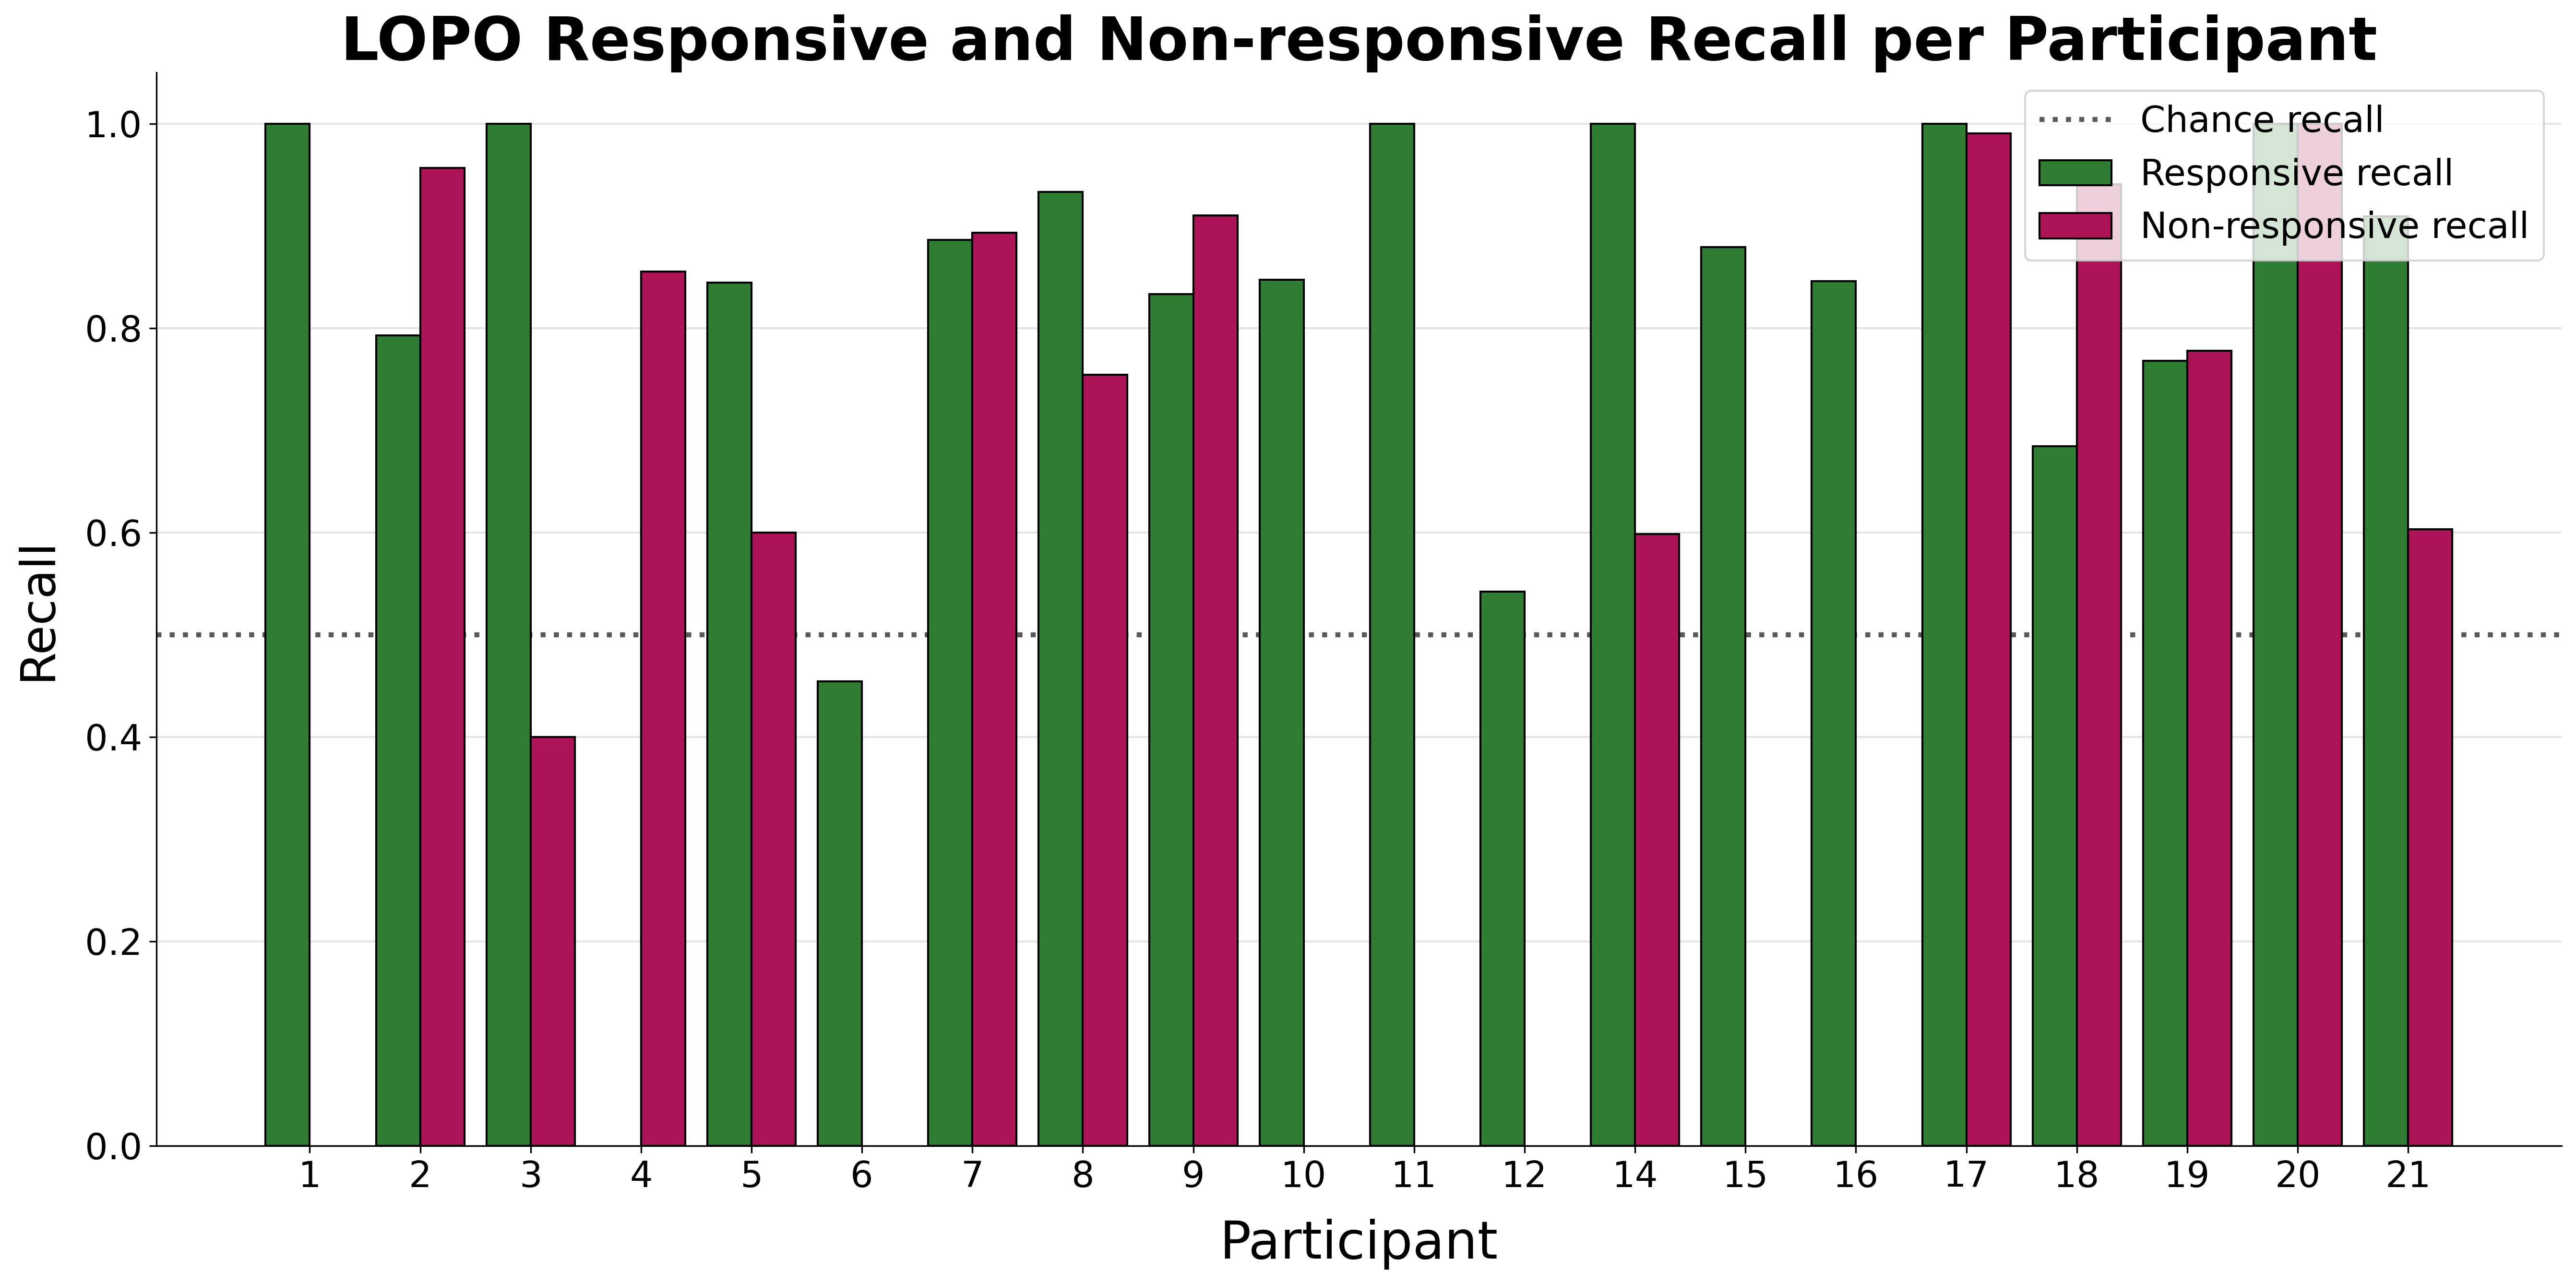 LOPO Responsive and Non-responsive Recall per Participant
Chance recall
Responsive recall
Non-responsive recall
Recall
1.0
0.8
0.6
0.4
0.2
0.0
1 2 3 4 5 6 7 8 9 10 11 12 14 15 16 17 18 19 20 21
Participant